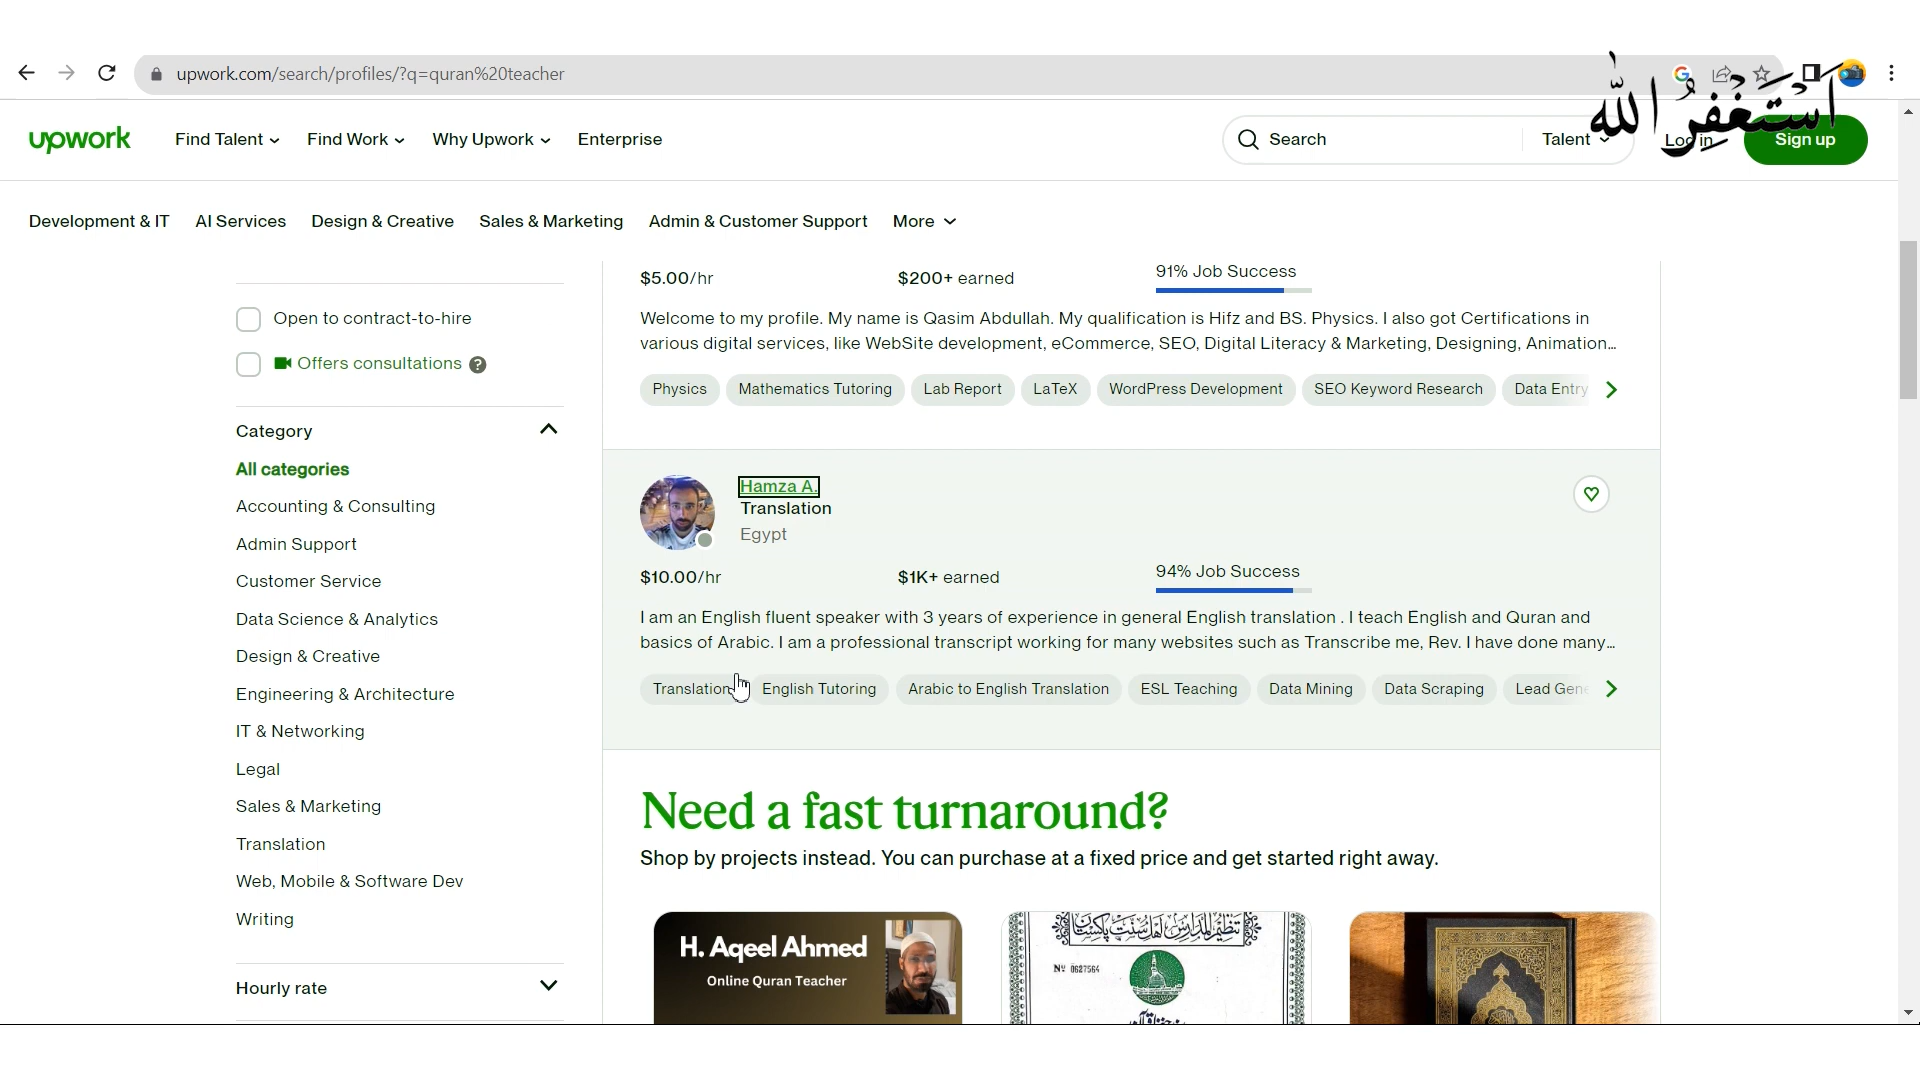 upwork.com/search/profiles/?q=quran%20teacher
أَسْتَغْفِرُ اللّٰه
upwork
Find Talent
Find Work
Why Upwork
Enterprise
Search
Talent
Log in
Sign up
Development & IT
AI Services
Design & Creative
Sales & Marketing
Admin & Customer Support
More
Open to contract-to-hire
Offers consultations ?
Category
All categories
Accounting & Consulting
Admin Support
Customer Service
Data Science & Analytics
Design & Creative
Engineering & Architecture
IT & Networking
Legal
Sales & Marketing
Translation
Web, Mobile & Software Dev
Writing
Hourly rate
$5.00/hr
$200+ earned
91% Job Success
Welcome to my profile. My name is Qasim Abdullah. My qualification is Hifz and BS. Physics. I also got Certifications in
various digital services, like WebSite development, eCommerce, SEO, Digital Literacy & Marketing, Designing, Animation...
Physics
Mathematics Tutoring
Lab Report
LaTeX
WordPress Development
SEO Keyword Research
Data Entry
Hamza A.
Translation
Egypt
$10.00/hr
$1K+ earned
94% Job Success
I am an English fluent speaker with 3 years of experience in general English translation . I teach English and Quran and
basics of Arabic. I am a professional transcript working for many websites such as Transcribe me, Rev. I have done many...
Translation
English Tutoring
Arabic to English Translation
ESL Teaching
Data Mining
Data Scraping
Lead Gene
Need a fast turnaround?
Shop by projects instead. You can purchase at a fixed price and get started right away.
H. Aqeel Ahmed
Online Quran Teacher
تنظیم المدارس اہل سنت پاکستان
Nº 0627564